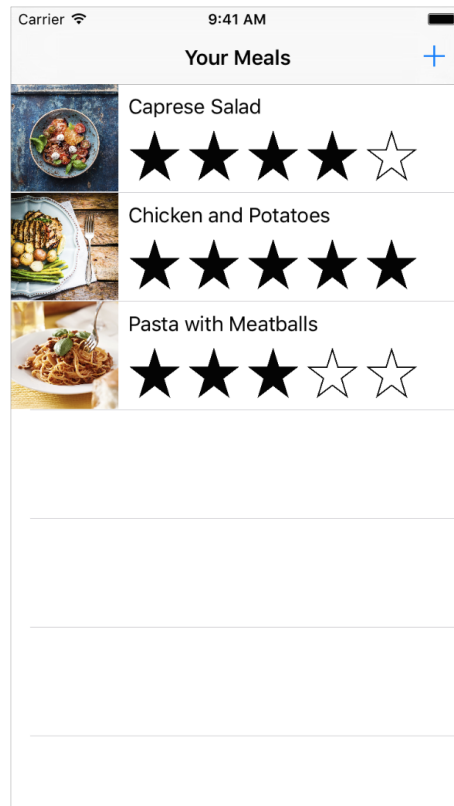 Carrier 9:41 AM
Your Meals
Caprese Salad
Chicken and Potatoes
Pasta with Meatballs